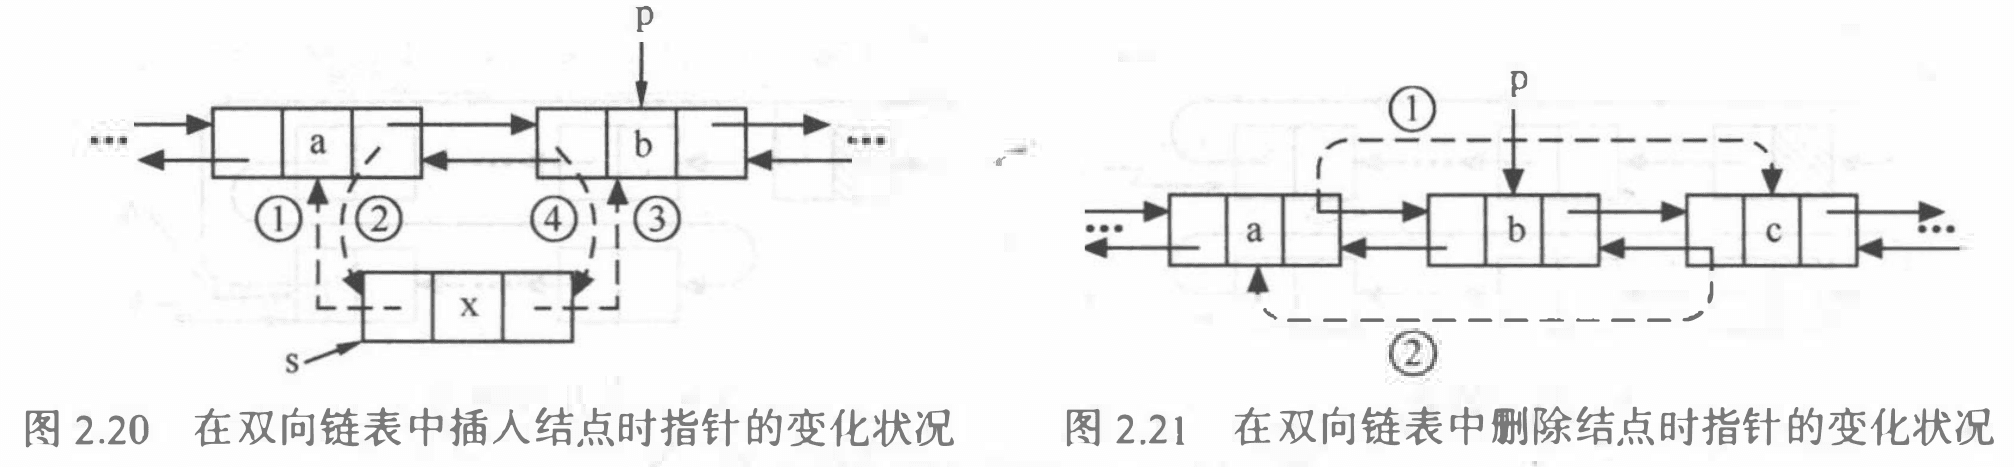 p
… a b …
① ② ④ ③
x
s
图 2.20 在双向链表中插入结点时指针的变化状况
p
①
… a b c …
②
图 2.21 在双向链表中删除结点时指针的变化状况